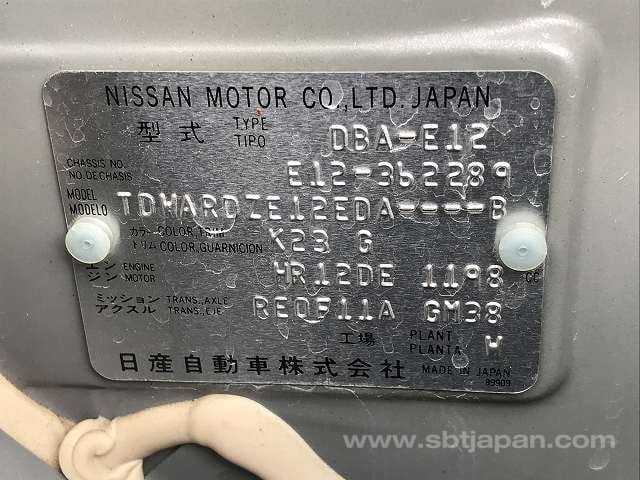 NISSAN MOTOR CO.,LTD. JAPAN
型式 TYPE TIPO DBA-E12
CHASSIS NO. NO.DE CHASIS E12-362289
MODEL MODELO TDHARDZE12EDA----B
カラー COLOR,TRIM トリム COLOR,GUARNICION K23 G
エンジン ENGINE MOTOR HR12DE 1198 CC
ミッション TRANS.,AXLE アクスル TRANS.,EJE RE0F11A GM38
工場 PLANT PLANTA H
日産自動車株式会社 MADE IN JAPAN
89909
www.sbtjapan.com